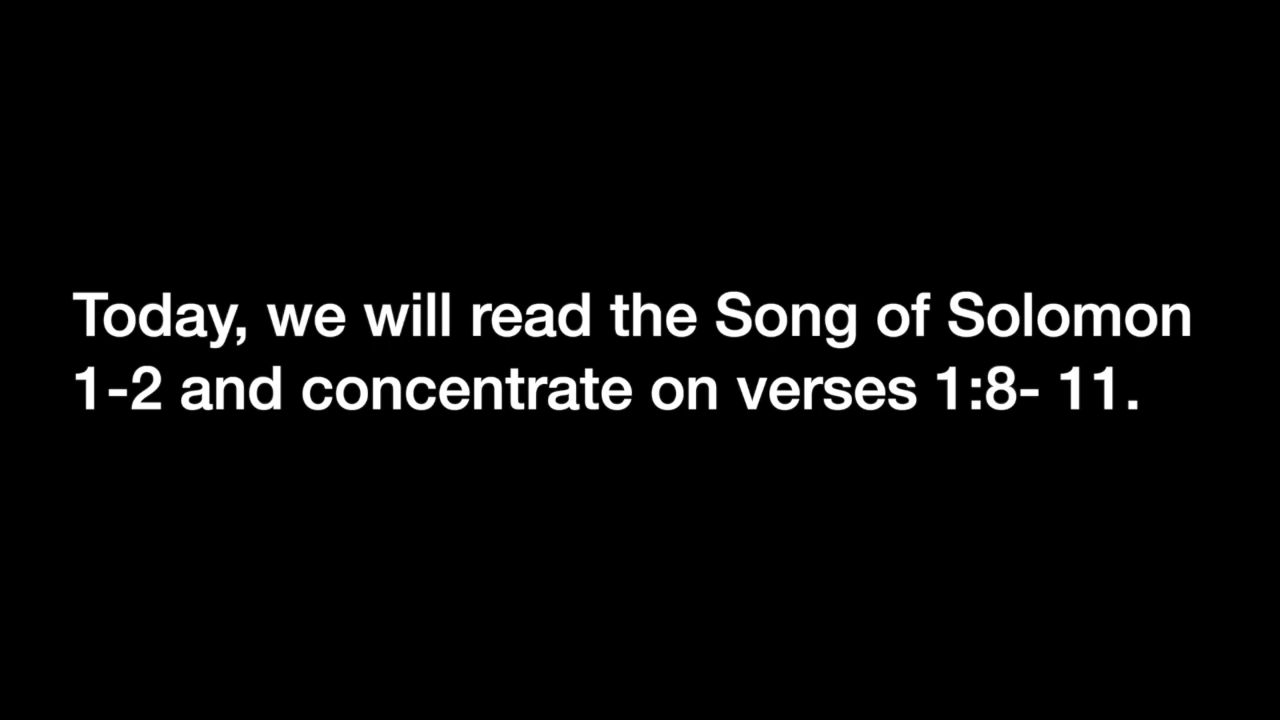 Today, we will read the Song of Solomon
1-2 and concentrate on verses 1:8- 11.